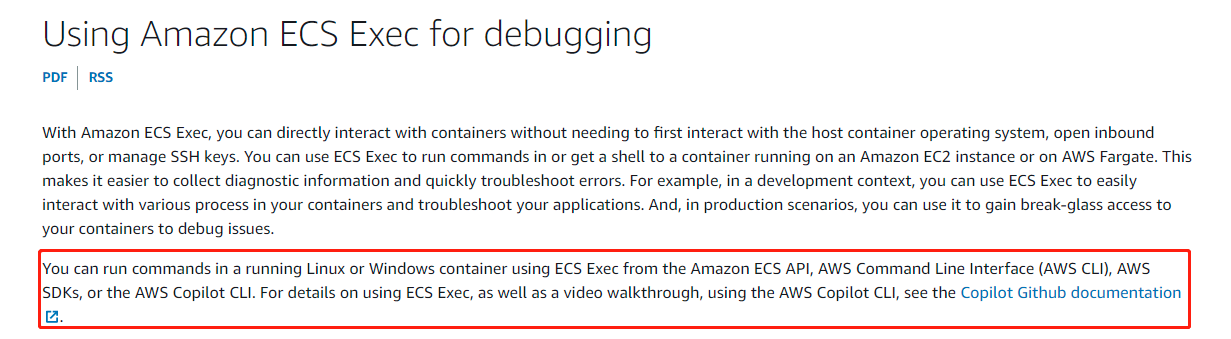 Using Amazon ECS Exec for debugging
PDF
RSS
With Amazon ECS Exec, you can directly interact with containers without needing to first interact with the host container operating system, open inbound
ports, or manage SSH keys. You can use ECS Exec to run commands in or get a shell to a container running on an Amazon EC2 instance or on AWS Fargate. This
makes it easier to collect diagnostic information and quickly troubleshoot errors. For example, in a development context, you can use ECS Exec to easily
interact with various process in your containers and troubleshoot your applications. And, in production scenarios, you can use it to gain break-glass access to
your containers to debug issues.
You can run commands in a running Linux or Windows container using ECS Exec from the Amazon ECS API, AWS Command Line Interface (AWS CLI), AWS
SDKs, or the AWS Copilot CLI. For details on using ECS Exec, as well as a video walkthrough, using the AWS Copilot CLI, see the Copilot Github documentation
.